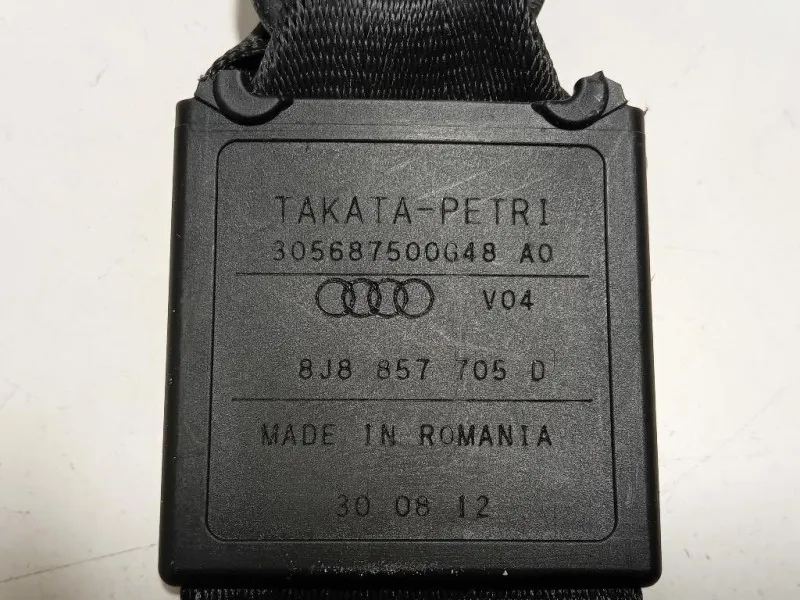 TAKATA-PETRI
305687500G48 A0
V04
8J8 857 705 D
MADE IN ROMANIA
30 08 12